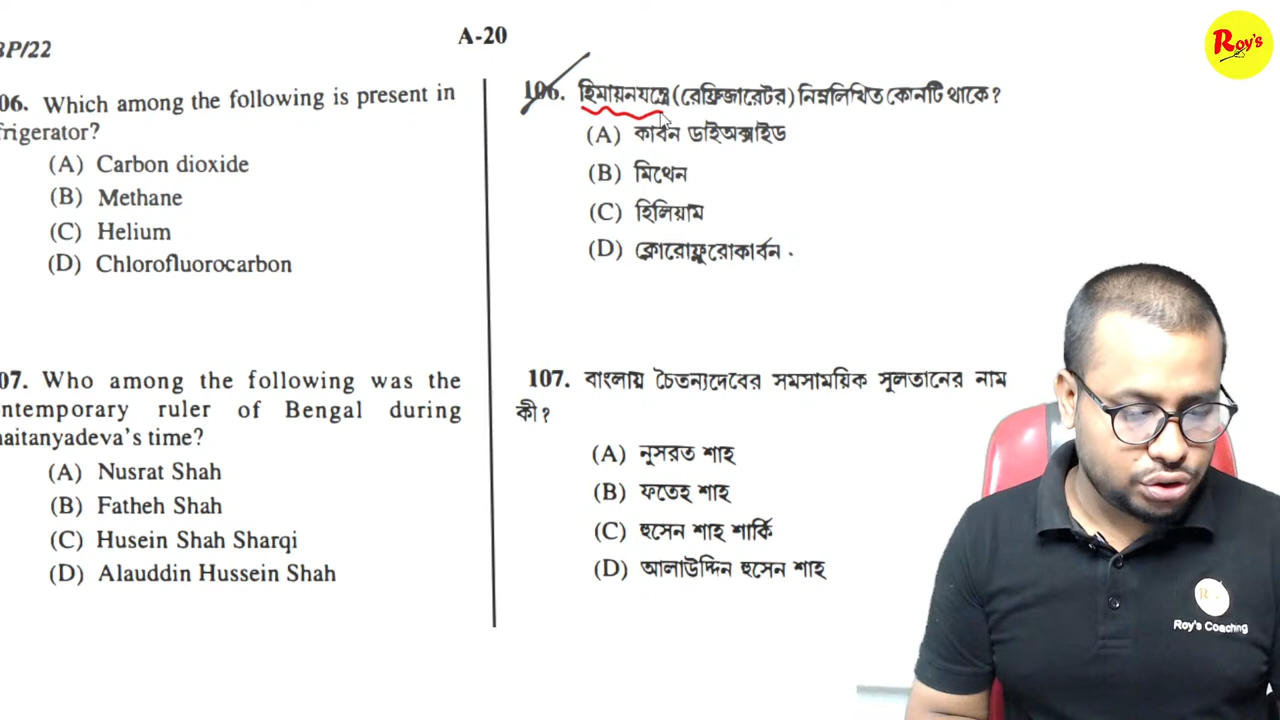 BP/22
A-20
Roy's
06. Which among the following is present in
frigerator?
(A) Carbon dioxide
(B) Methane
(C) Helium
(D) Chlorofluorocarbon
07. Who among the following was the
ntemporary ruler of Bengal during
haitanyadeva's time?
(A) Nusrat Shah
(B) Fatheh Shah
(C) Husein Shah Sharqi
(D) Alauddin Hussein Shah
106. হিমায়নযন্ত্রে (রেফ্রিজারেটর) নিম্নলিখিত কোনটি থাকে?
(A) কার্বন ডাইঅক্সাইড
(B) মিথেন
(C) হিলিয়াম
(D) ক্লোরোফ্লুরোকার্বন .
107. বাংলায় চৈতন্যদেবের সমসাময়িক সুলতানের নাম
কী?
(A) নুসরত শাহ
(B) ফতেহ শাহ
(C) হুসেন শাহ শার্কি
(D) আলাউদ্দিন হুসেন শাহ
Roy's Coaching